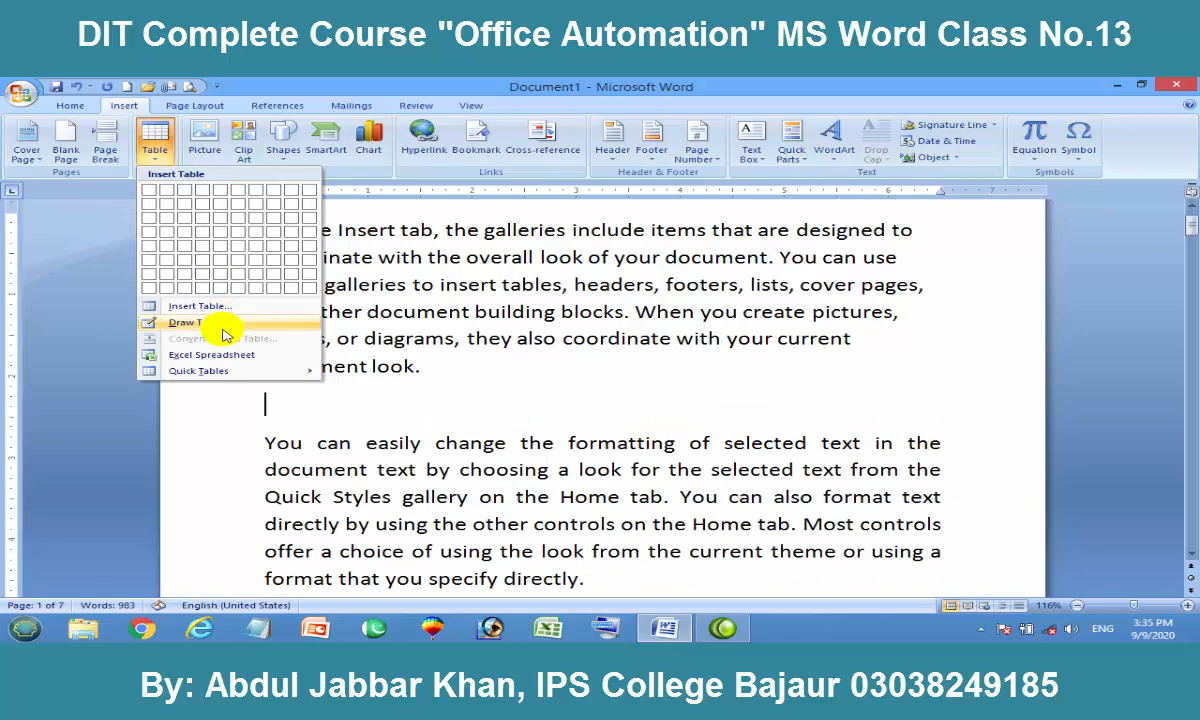 DIT Complete Course "Office Automation" MS Word Class No.13
Document1 - Microsoft Word
Home Insert Page Layout References Mailings Review View
Cover Page Blank Page Page Break Table Picture Clip Art Shapes SmartArt Chart Hyperlink Bookmark Cross-reference Header Footer Page Number Text Box Quick Parts WordArt Drop Cap Signature Line Date & Time Object Equation Symbol
Pages Links Header & Footer Text Symbols
Insert Table
1 2 3 4 5 6 7
Insert Table...
Draw T
Table...
Excel Spreadsheet
Quick Tables
e Insert tab, the galleries include items that are designed to
inate with the overall look of your document. You can use
galleries to insert tables, headers, footers, lists, cover pages,
ther document building blocks. When you create pictures,
s, or diagrams, they also coordinate with your current
ment look.
You can easily change the formatting of selected text in the
document text by choosing a look for the selected text from the
Quick Styles gallery on the Home tab. You can also format text
directly by using the other controls on the Home tab. Most controls
offer a choice of using the look from the current theme or using a
format that you specify directly.
Page: 1 of 7 Words: 983 English (United States) 116%
ENG 3:35 PM
9/9/2020
By: Abdul Jabbar Khan, IPS College Bajaur 03038249185